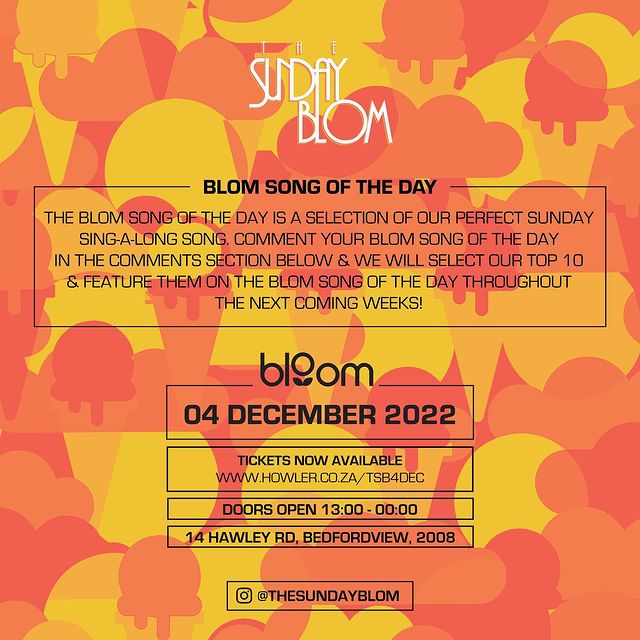 THE
SUNDAY
BLOM
BLOM SONG OF THE DAY
THE BLOM SONG OF THE DAY IS A SELECTION OF OUR PERFECT SUNDAY
SING-A-LONG SONG. COMMENT YOUR BLOM SONG OF THE DAY
IN THE COMMENTS SECTION BELOW & WE WILL SELECT OUR TOP 10
& FEATURE THEM ON THE BLOM SONG OF THE DAY THROUGHOUT
THE NEXT COMING WEEKS!
bloom
04 DECEMBER 2022
TICKETS NOW AVAILABLE
WWW.HOWLER.CO.ZA/TSB4DEC
DOORS OPEN 13:00 - 00:00
14 HAWLEY RD, BEDFORDVIEW, 2008
@THESUNDAYBLOM